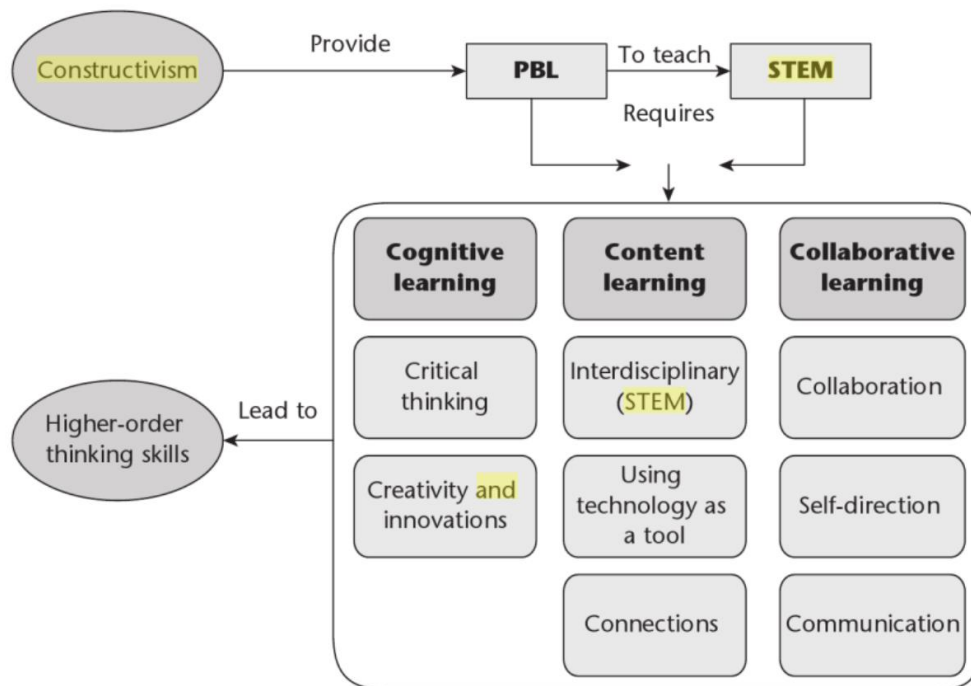 Constructivism
Provide
PBL
To teach
STEM
Requires
Cognitive
learning
Content
learning
Collaborative
learning
Critical
thinking
Interdisciplinary
(STEM)
Collaboration
Higher-order
thinking skills
Lead to
Creativity and
innovations
Using
technology as
a tool
Self-direction
Connections
Communication